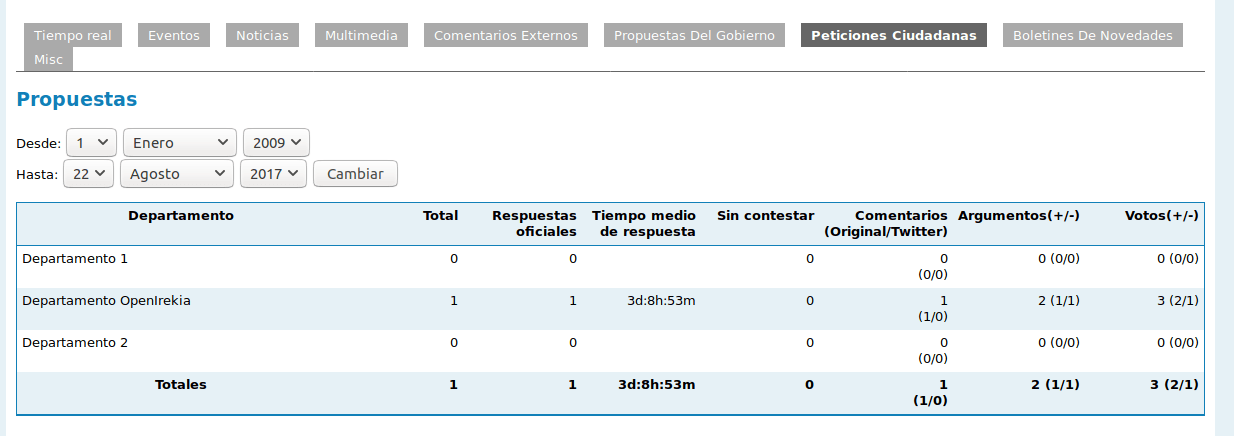 Tiempo real Eventos Noticias Multimedia Comentarios Externos Propuestas Del Gobierno Peticiones Ciudadanas Boletines De Novedades
Misc
Propuestas
Desde: 1 Enero 2009
Hasta: 22 Agosto 2017 Cambiar
Departamento Total Respuestas Tiempo medio Sin contestar Comentarios Argumentos(+/-) Votos(+/-)
oficiales de respuesta (Original/Twitter)
Departamento 1 0 0 0 0 0 (0/0) 0 (0/0)
(0/0)
Departamento OpenIrekia 1 1 3d:8h:53m 0 1 2 (1/1) 3 (2/1)
(1/0)
Departamento 2 0 0 0 0 0 (0/0) 0 (0/0)
(0/0)
Totales 1 1 3d:8h:53m 0 1 2 (1/1) 3 (2/1)
(1/0)